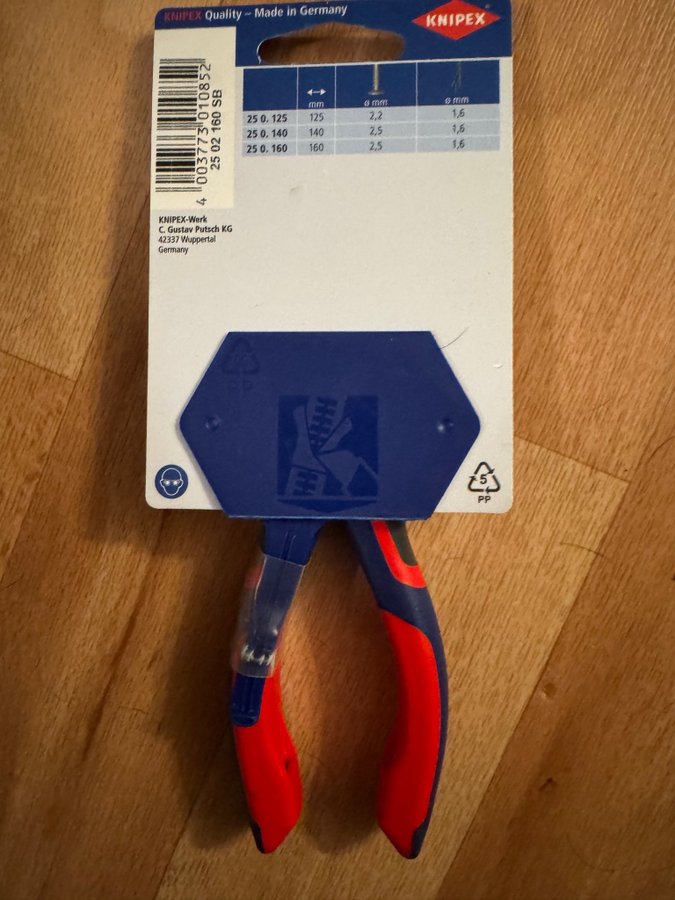 KNIPEX Quality – Made in Germany
KNIPEX
mm
ø mm
ø mm
25 0. 125 125 2,2 1,6
25 0. 140 140 2,5 1,6
25 0. 160 160 2,5 1,6
4 003773 010852
25 02 160 SB
KNIPEX-Werk
C. Gustav Putsch KG
42337 Wuppertal
Germany
PP
5
PP